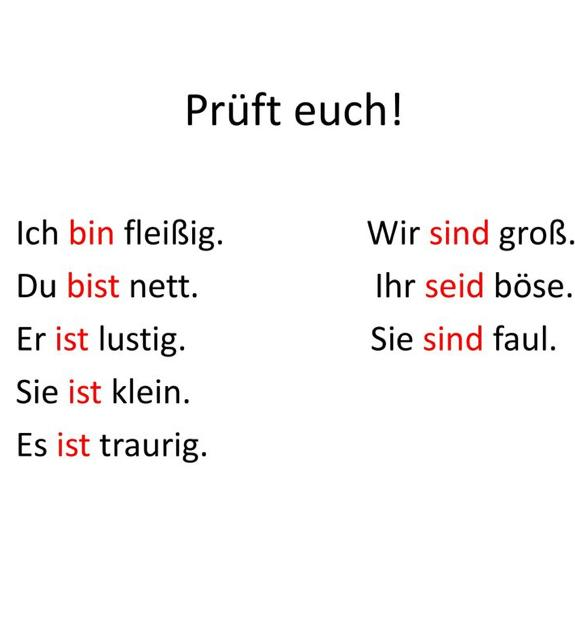 Prüft euch!
Ich bin fleißig.
Du bist nett.
Er ist lustig.
Sie ist klein.
Es ist traurig.
Wir sind groß.
Ihr seid böse.
Sie sind faul.